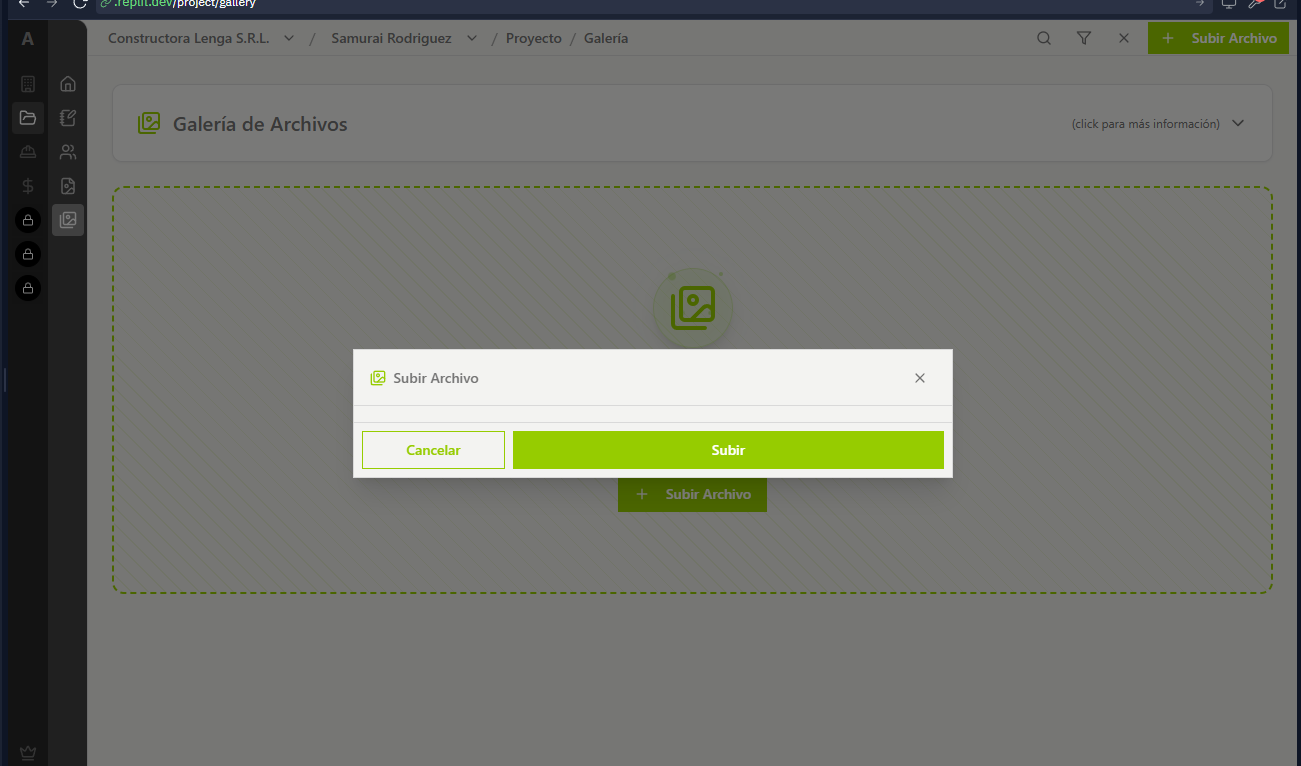 .replit.dev/project/gallery
A
Constructora Lenga S.R.L. / Samurai Rodriguez / Proyecto / Galería
+ Subir Archivo
Galería de Archivos
(click para más información)
Subir Archivo
Cancelar
Subir
+ Subir Archivo